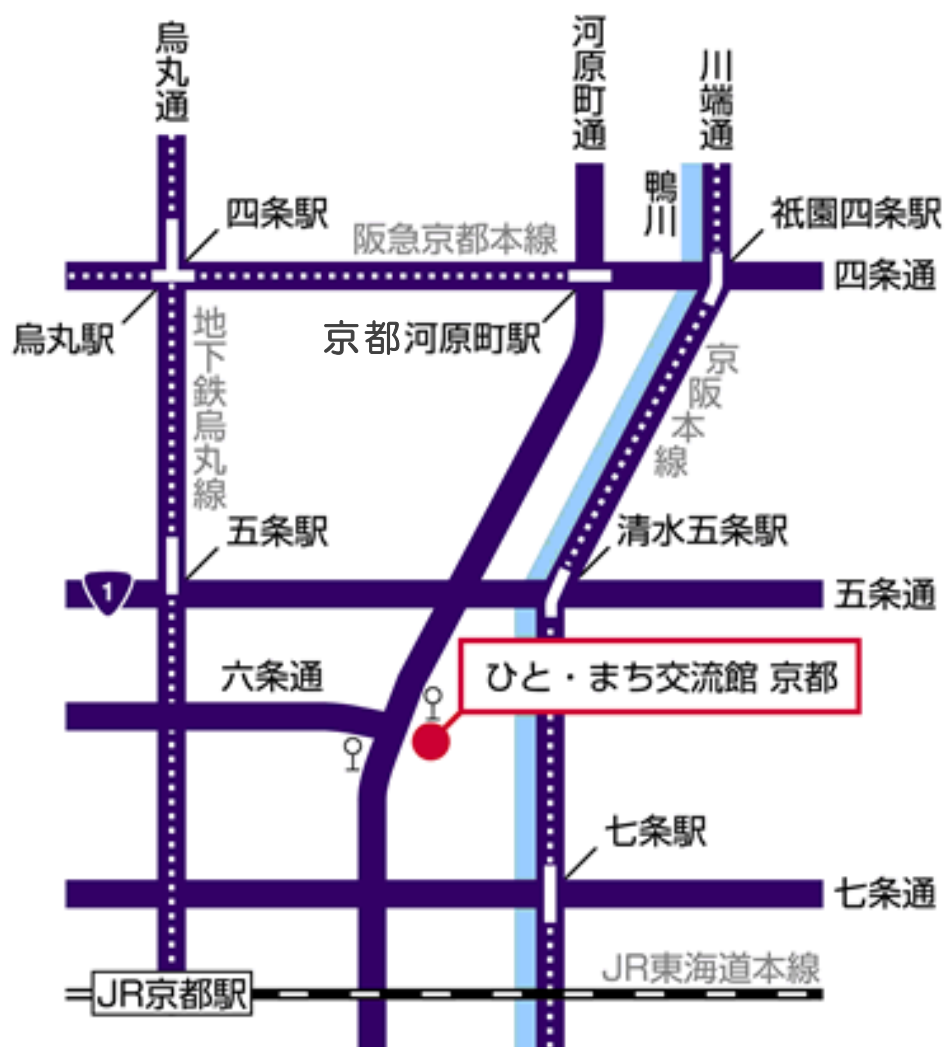 烏丸通
河原町通
川端通
鴨川
四条駅
阪急京都本線
祇園四条駅
四条通
烏丸駅
京都河原町駅
地下鉄烏丸線
京阪本線
五条駅
清水五条駅
1
五条通
六条通
ひと・まち交流館 京都
七条駅
七条通
JR東海道本線
JR京都駅